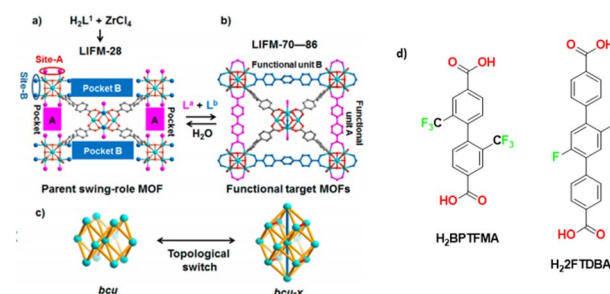 a)
H₂L¹ + ZrCl₄
LIFM-28
Site-A
Site-B
Pocket B
Pocket
A
A
Pocket
Pocket B
Parent swing-role MOF
Lᵃ + Lᵇ
H₂O
b)
LIFM-70—86
Functional unit B
Functional unit A
Functional target MOFs
c)
bcu
Topological switch
bcu-x
d)
OH
O
F₃C
CF₃
O
HO
H₂BPTFMA
OH
O
F
O
HO
H₂2FTDBA